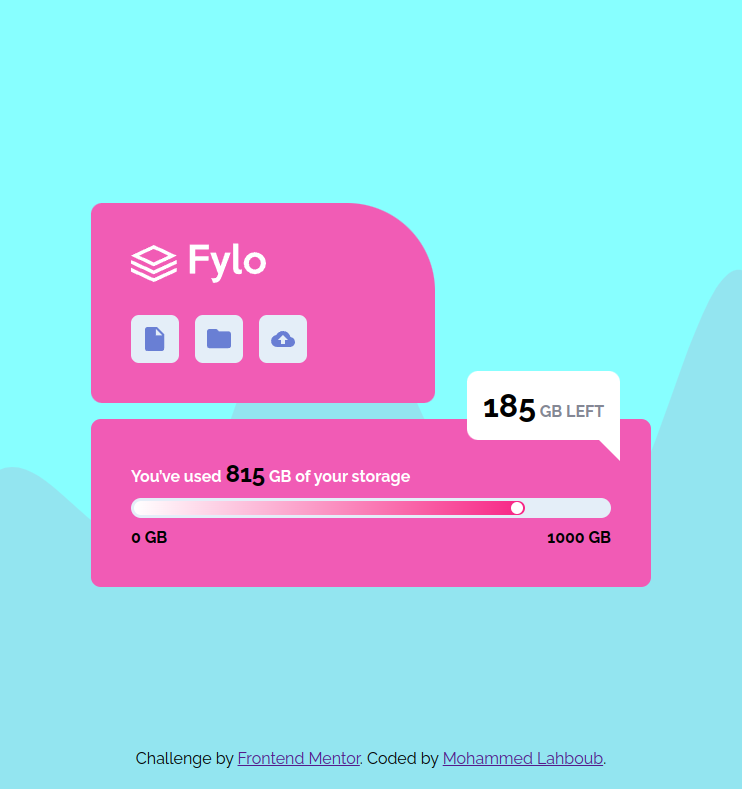 Fylo
185 GB LEFT
You've used 815 GB of your storage
0 GB
1000 GB
Challenge by Frontend Mentor. Coded by Mohammed Lahboub.